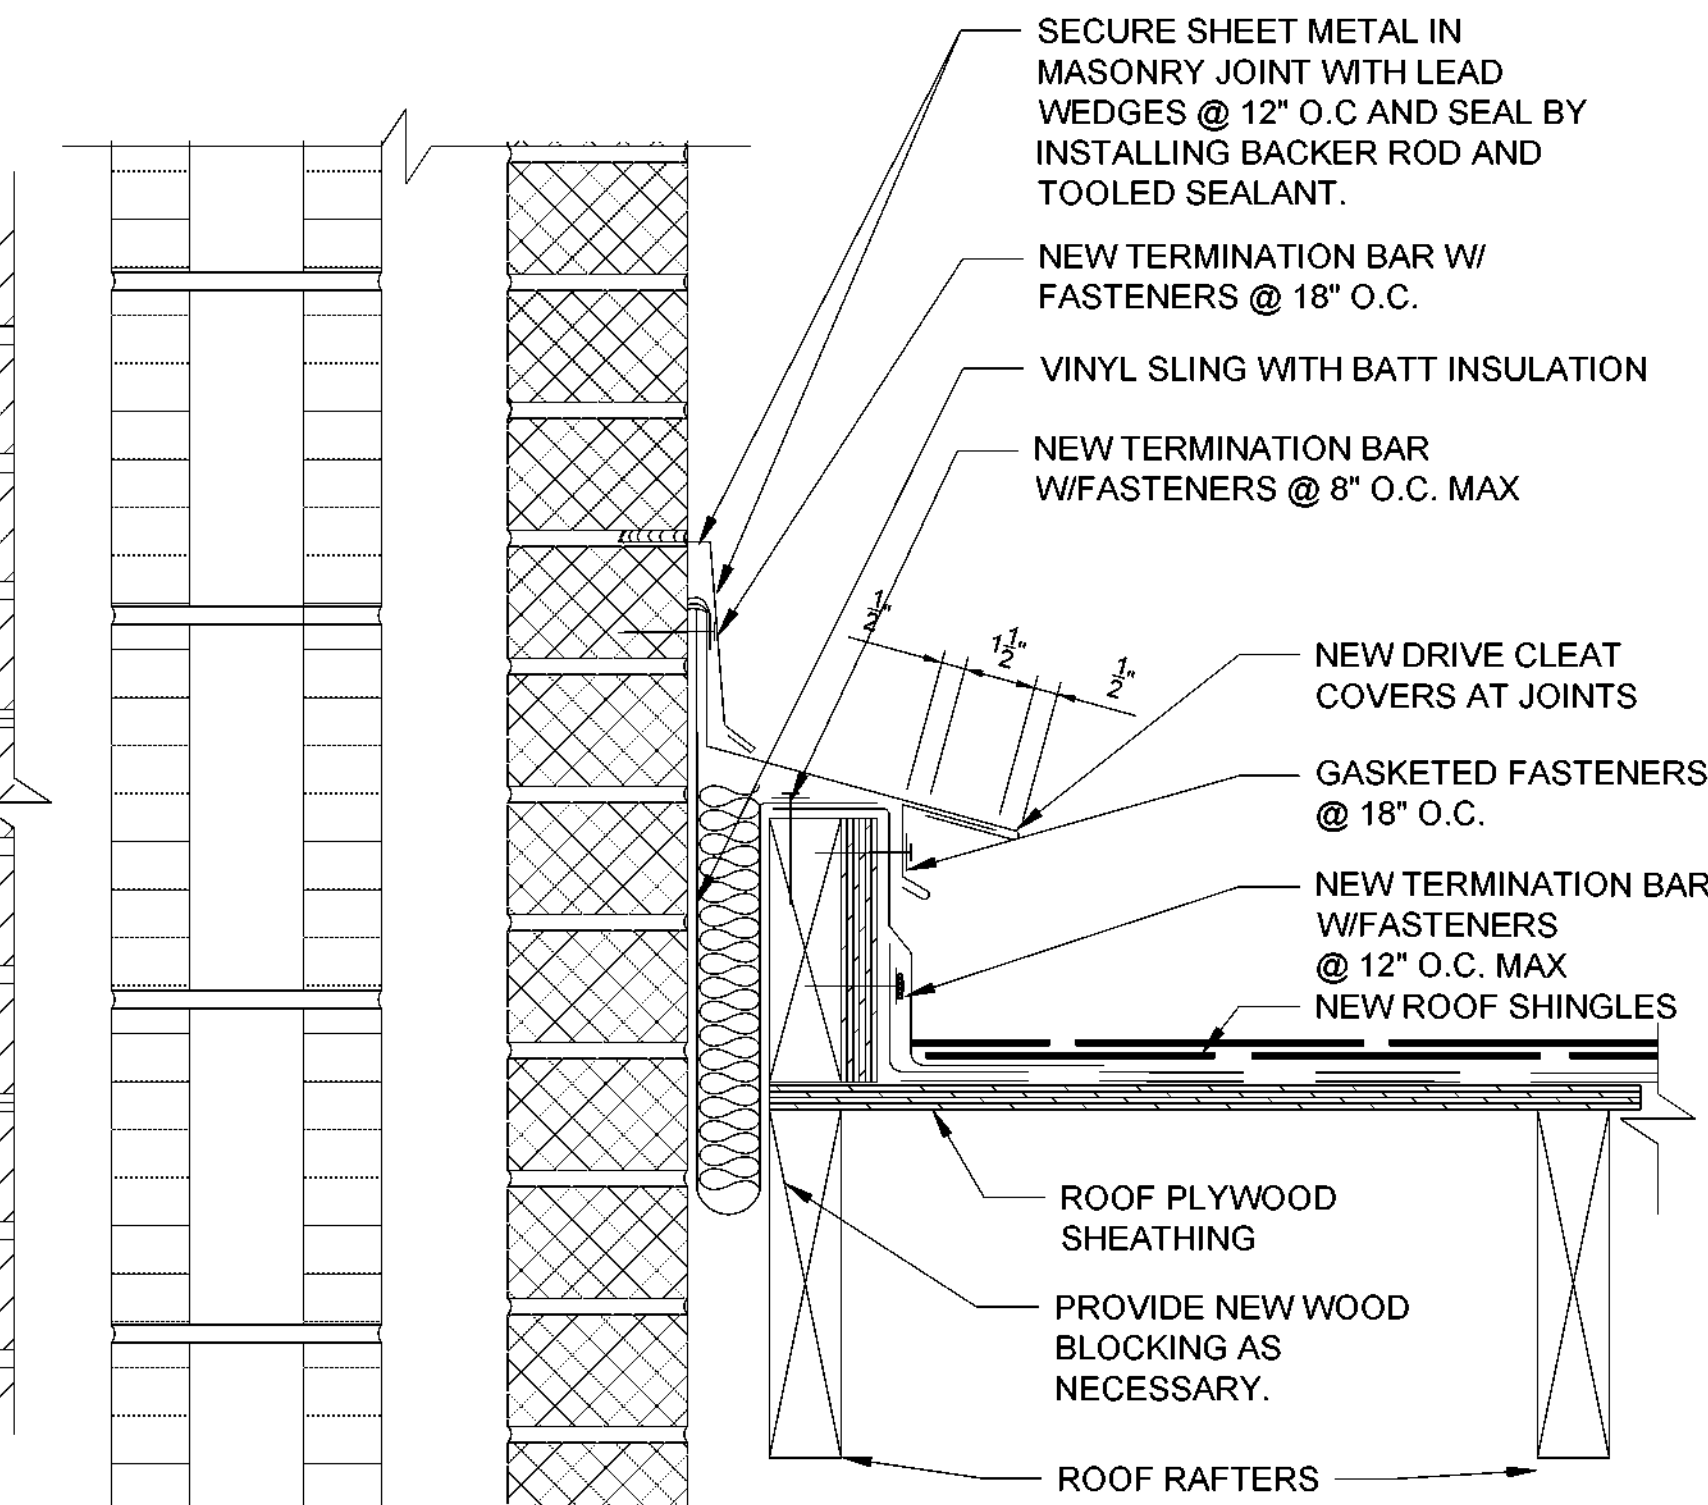 SECURE SHEET METAL IN
MASONRY JOINT WITH LEAD
WEDGES @ 12" O.C AND SEAL BY
INSTALLING BACKER ROD AND
TOOLED SEALANT.
NEW TERMINATION BAR W/
FASTENERS @ 18" O.C.
VINYL SLING WITH BATT INSULATION
NEW TERMINATION BAR
W/FASTENERS @ 8" O.C. MAX
1/2"
1 1/2"
1/2"
NEW DRIVE CLEAT
COVERS AT JOINTS
GASKETED FASTENERS
@ 18" O.C.
NEW TERMINATION BAR
W/FASTENERS
@ 12" O.C. MAX
NEW ROOF SHINGLES
ROOF PLYWOOD
SHEATHING
PROVIDE NEW WOOD
BLOCKING AS
NECESSARY.
ROOF RAFTERS